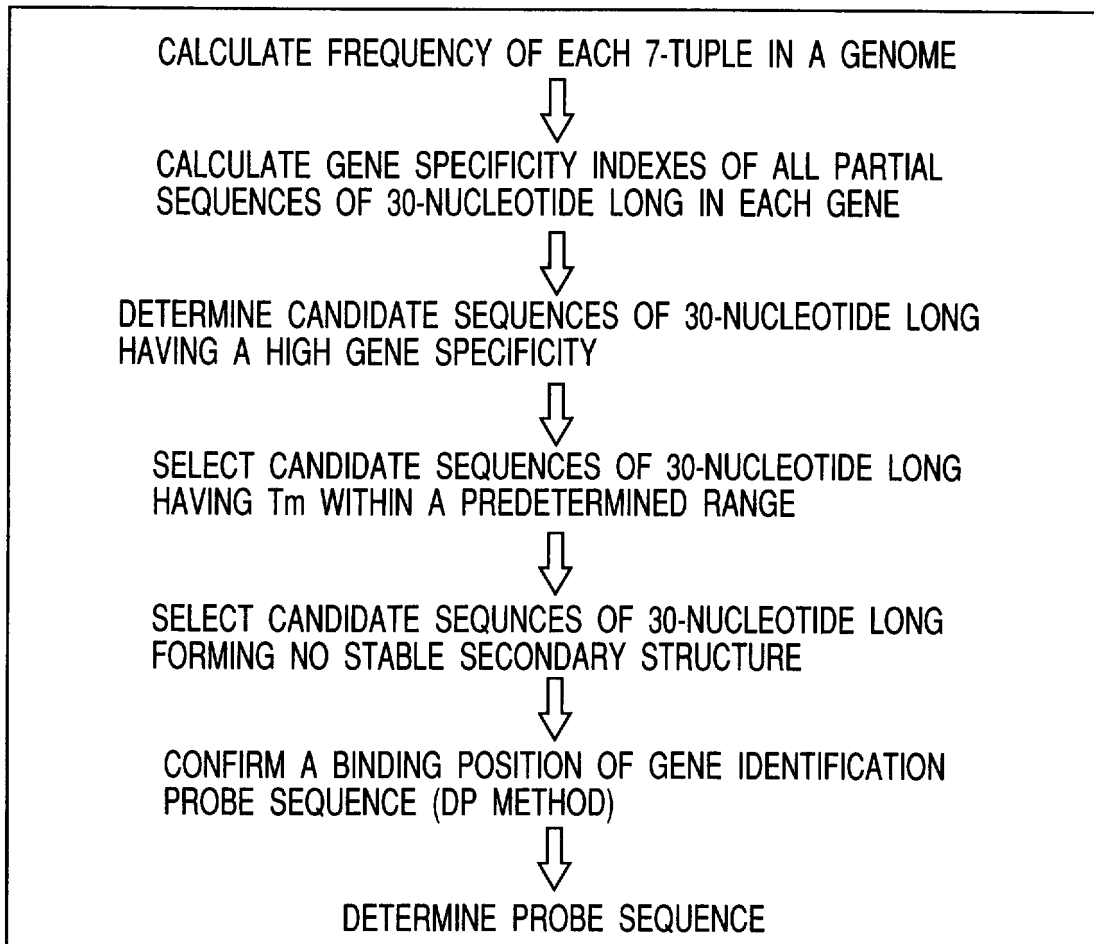 CALCULATE FREQUENCY OF EACH 7-TUPLE IN A GENOME
CALCULATE GENE SPECIFICITY INDEXES OF ALL PARTIAL
SEQUENCES OF 30-NUCLEOTIDE LONG IN EACH GENE
DETERMINE CANDIDATE SEQUENCES OF 30-NUCLEOTIDE LONG
HAVING A HIGH GENE SPECIFICITY
SELECT CANDIDATE SEQUENCES OF 30-NUCLEOTIDE LONG
HAVING Tm WITHIN A PREDETERMINED RANGE
SELECT CANDIDATE SEQUNCES OF 30-NUCLEOTIDE LONG
FORMING NO STABLE SECONDARY STRUCTURE
CONFIRM A BINDING POSITION OF GENE IDENTIFICATION
PROBE SEQUENCE (DP METHOD)
DETERMINE PROBE SEQUENCE